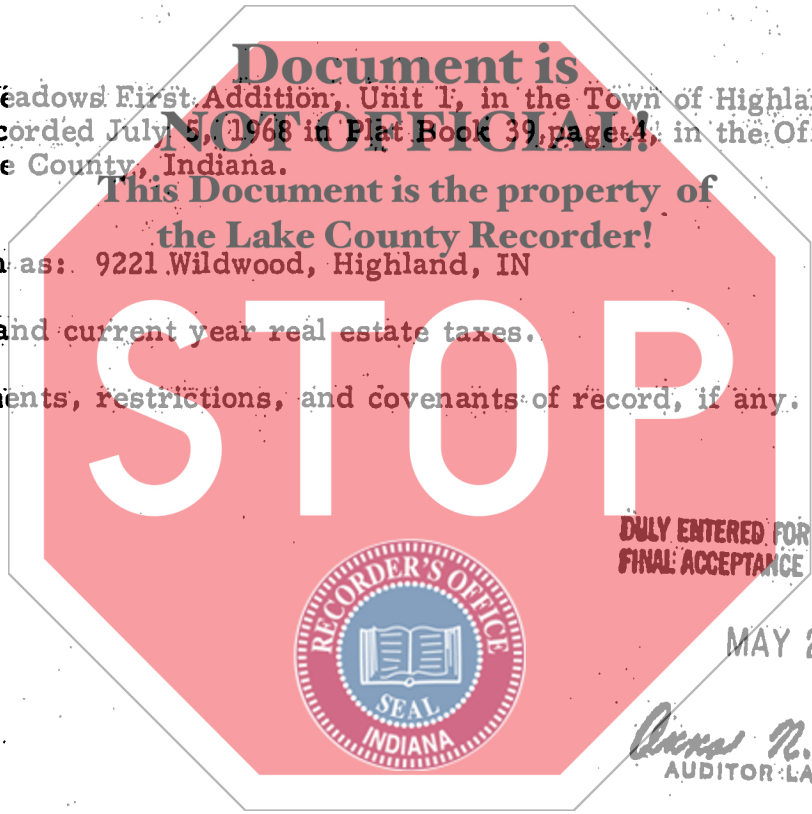 Document is
eadows First Addition, Unit 1, in the Town of Highla
corded July 5, 1968 in Plat Book 39, page 4, in the Of
NOT OFFICIAL!
e County, Indiana.
This Document is the property of
the Lake County Recorder!
as: 9221 Wildwood, Highland, IN
and current year real estate taxes.
ents, restrictions, and covenants of record, if any.
STOP
DULY ENTERED FOR
FINAL ACCEPTANCE
RECORDER'S OFFICE
SEAL
INDIANA
MAY 2
Anna N.
AUDITOR LA